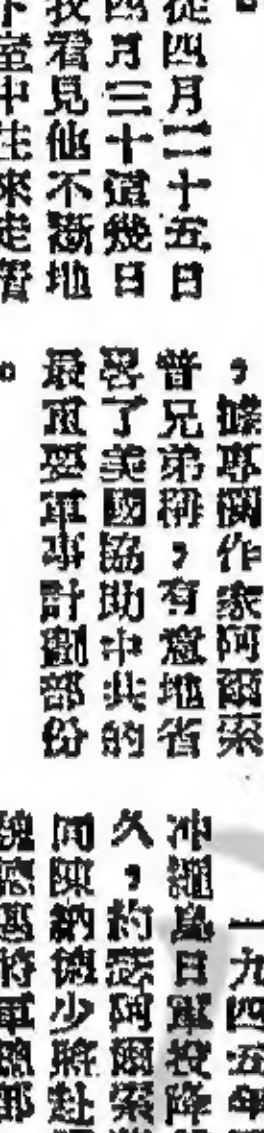 從四月二十五日
四月三十這幾日
我看見他不斷地
下室中往來走
，據專欄作家阿爾索
普兄弟稱，有意地省
畧了美國協助中共的
最重要軍事計劃部份
。
一九四五年
沖繩島日軍投降
久，約瑟阿爾索
同陳納德少將赴
魏德邁將軍總部